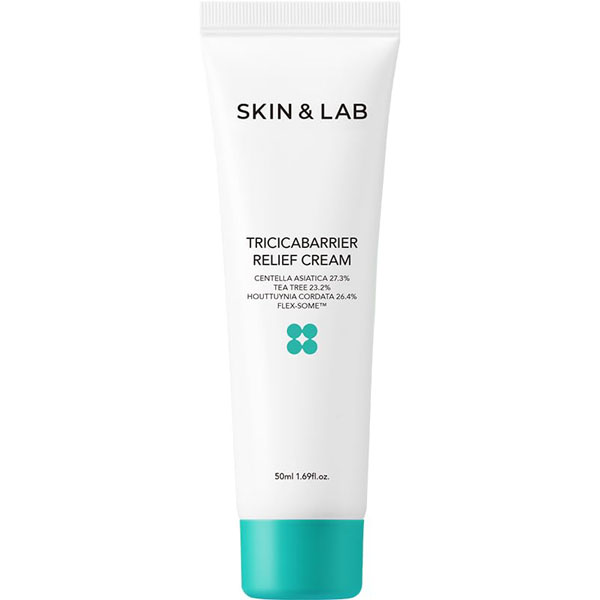 SKIN & LAB
TRICICABARRIER
RELIEF CREAM
CENTELLA ASIATICA 27.3%
TEA TREE 23.2%
HOUTTUYNIA CORDATA 26.4%
FLEX-SOME™
50ml 1.69fl.oz.